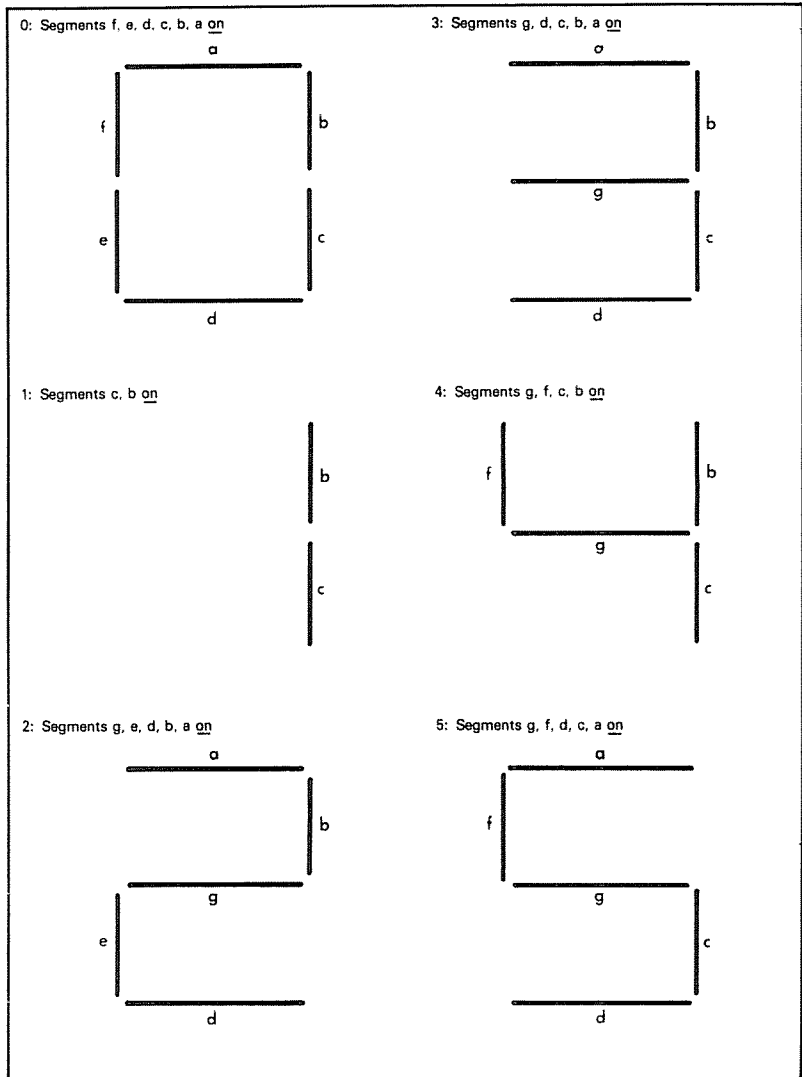 0: Segments f, e, d, c, b, a on
a
f
b
e
c
d
3: Segments g, d, c, b, a on
a
b
g
c
d
1: Segments c, b on
b
c
4: Segments g, f, c, b on
f
b
g
c
2: Segments g, e, d, b, a on
a
b
g
e
d
5: Segments g, f, d, c, a on
a
f
g
c
d